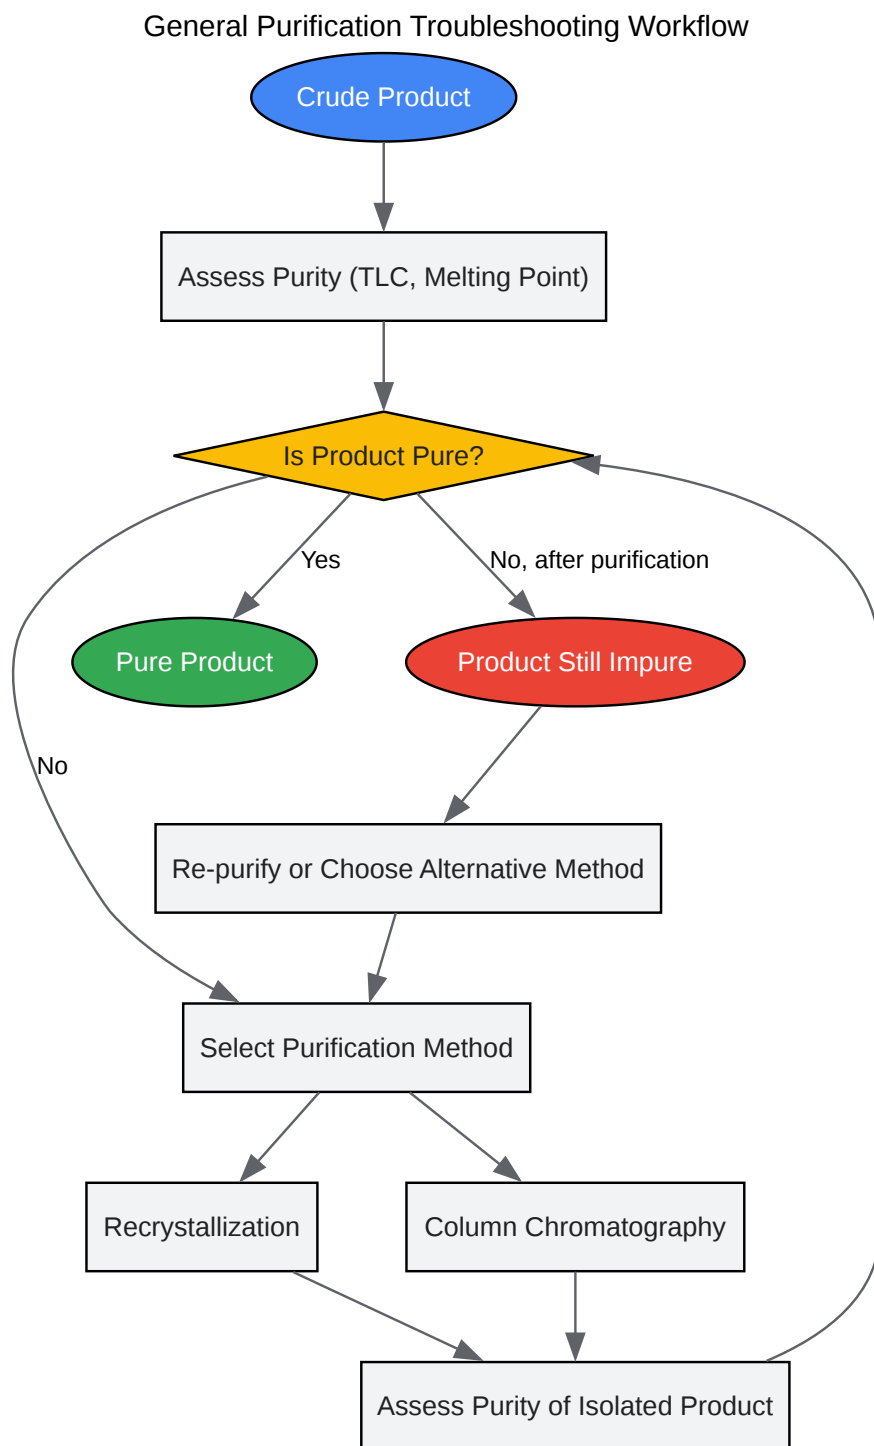 General Purification Troubleshooting Workflow
Crude Product
Assess Purity (TLC, Melting Point)
Is Product Pure?
Yes
No, after purification
Pure Product
Product Still Impure
No
Re-purify or Choose Alternative Method
Select Purification Method
Recrystallization
Column Chromatography
Assess Purity of Isolated Product